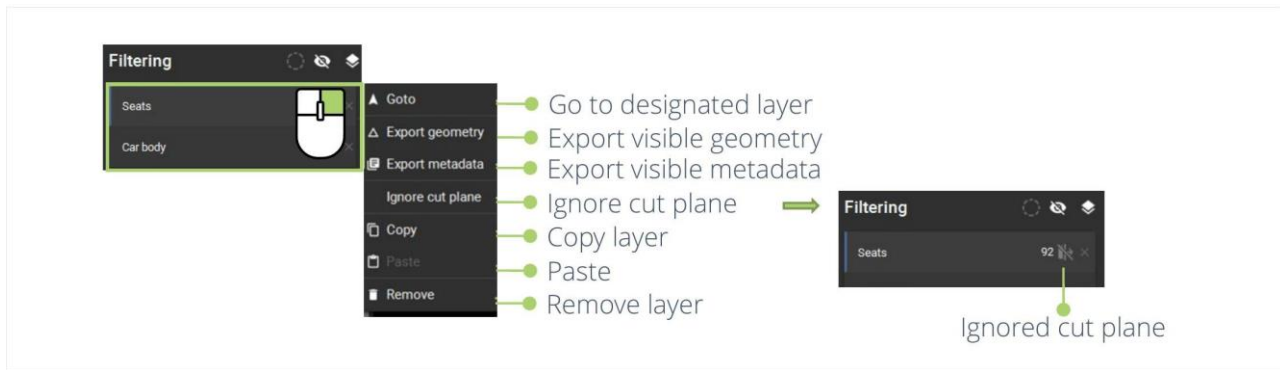 Filtering
Seats
Car body
Goto
Export geometry
Export metadata
Ignore cut plane
Copy
Paste
Remove
Go to designated layer
Export visible geometry
Export visible metadata
Ignore cut plane
Copy layer
Paste
Remove layer
Filtering
Seats 92
Ignored cut plane